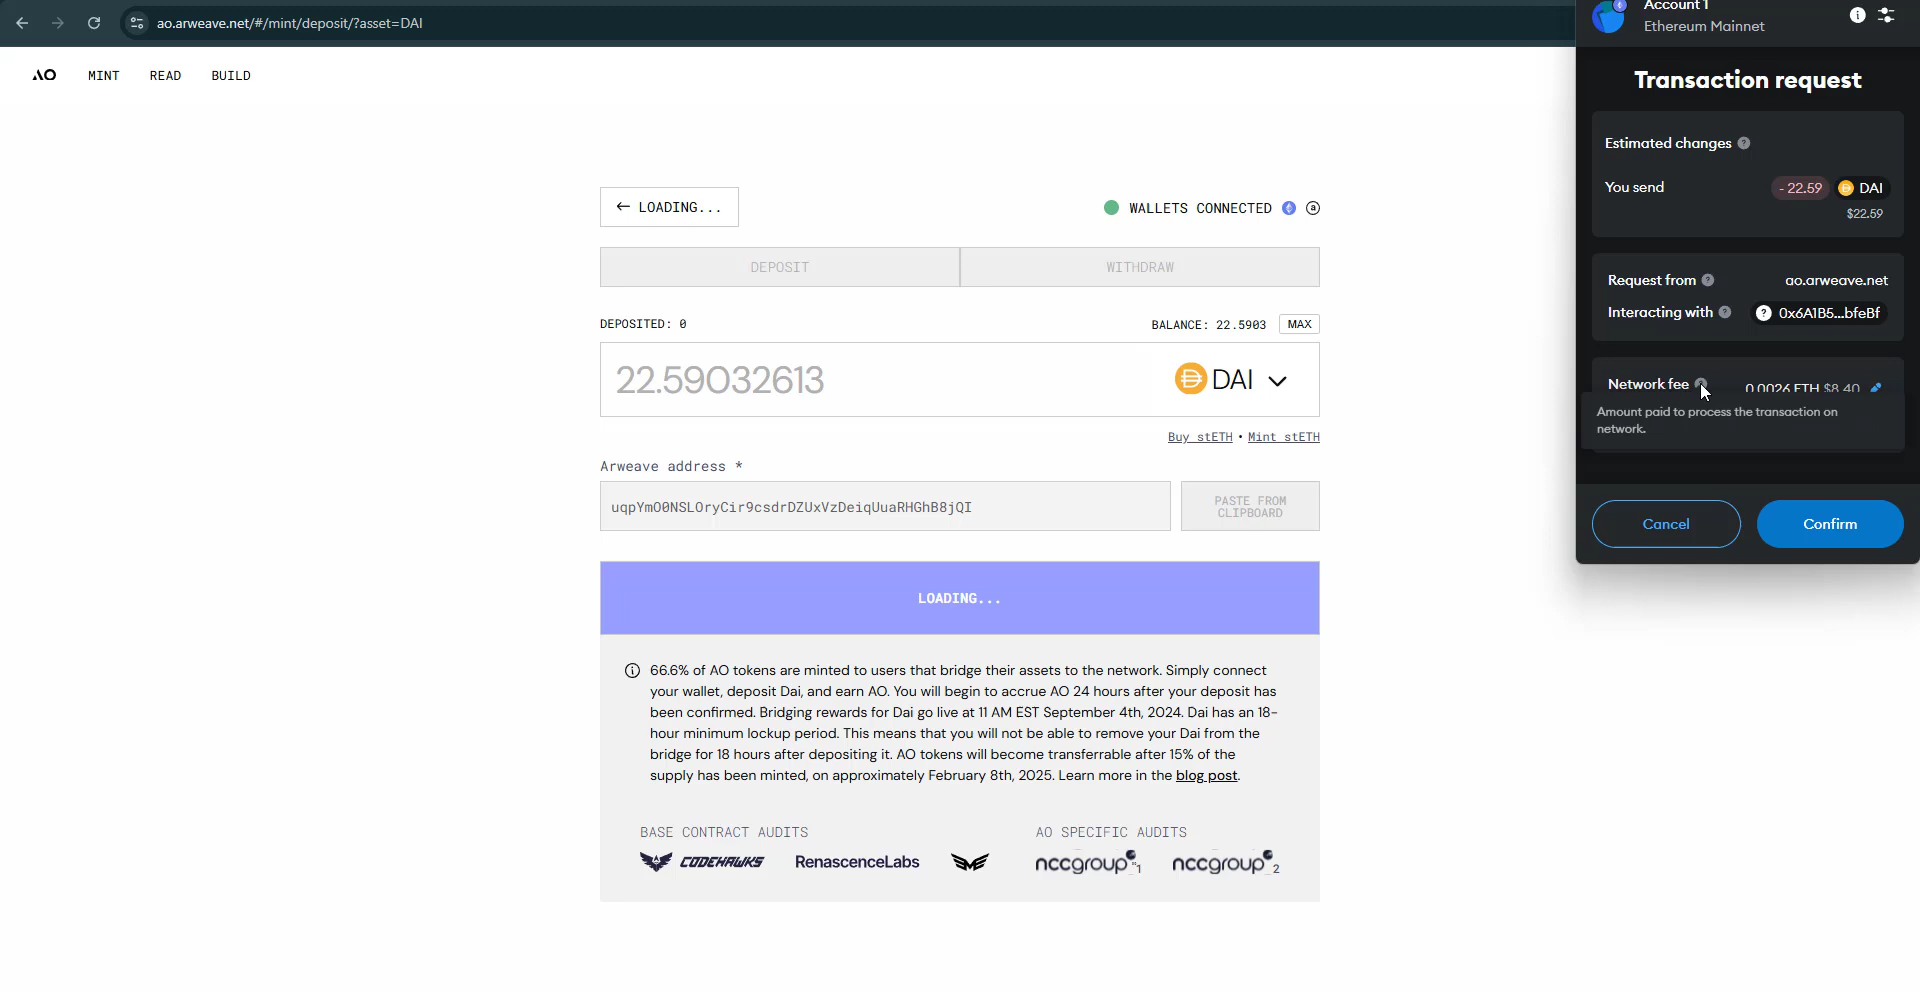 ao.arweave.net/#/mint/deposit/?asset=DAI
AO MINT READ BUILD
← LOADING...
WALLETS CONNECTED
DEPOSIT WITHDRAW
DEPOSITED: 0
BALANCE: 22.5903 MAX
22.59032613
DAI
Buy stETH • Mint stETH
Arweave address *
uqpYmO0NSLOryCir9csdrDZUxVzDeiqUuaRHGhB8jQI
PASTE FROM
CLIPBOARD
LOADING...
66.6% of AO tokens are minted to users that bridge their assets to the network. Simply connect
your wallet, deposit Dai, and earn AO. You will begin to accrue AO 24 hours after your deposit has
been confirmed. Bridging rewards for Dai go live at 11 AM EST September 4th, 2024. Dai has an 18-
hour minimum lockup period. This means that you will not be able to remove your Dai from the
bridge for 18 hours after depositing it. AO tokens will become transferrable after 15% of the
supply has been minted, on approximately February 8th, 2025. Learn more in the blog post.
BASE CONTRACT AUDITS
CODEHAWKS RenascenceLabs
AO SPECIFIC AUDITS
nccgroup 1 nccgroup 2
Account 1
Ethereum Mainnet
Transaction request
Estimated changes
You send - 22.59 DAI
$22.59
Request from ao.arweave.net
Interacting with 0x6A1B5...bfeBf
Network fee 0.0026 ETH $8.40
Amount paid to process the transaction on
network.
Cancel Confirm